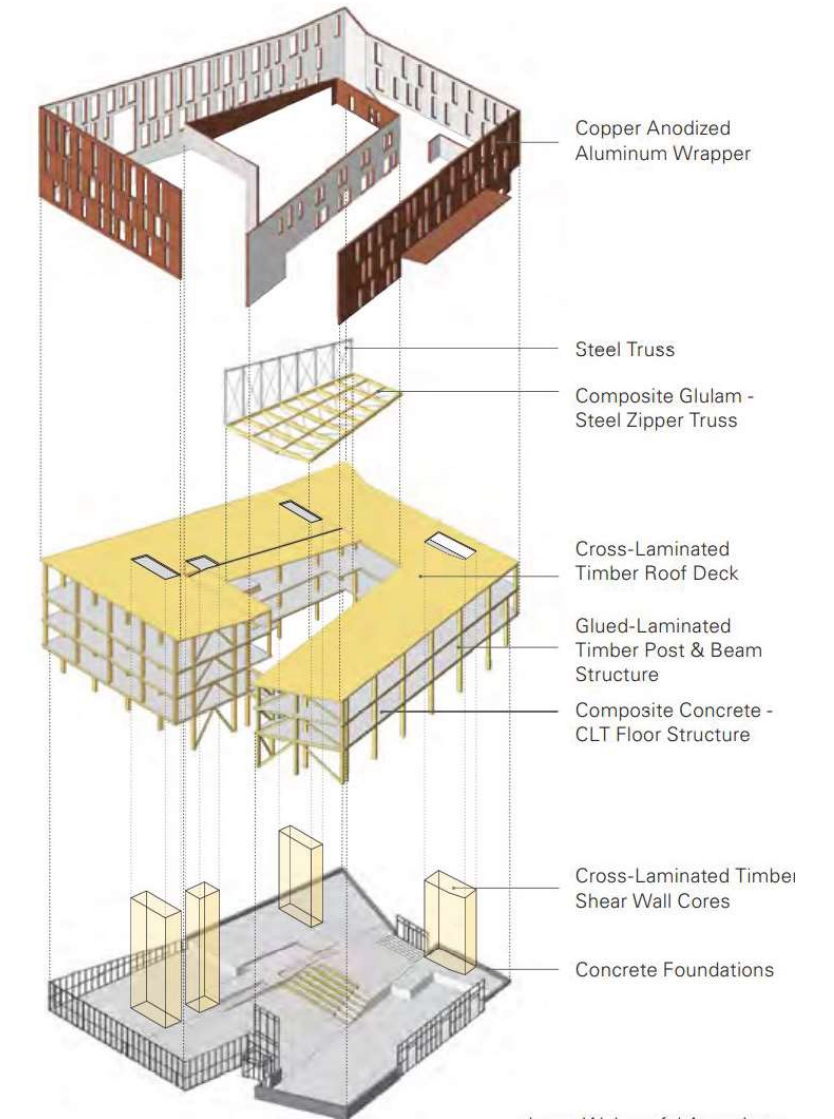 Copper Anodized
Aluminum Wrapper
Steel Truss
Composite Glulam -
Steel Zipper Truss
Cross-Laminated
Timber Roof Deck
Glued-Laminated
Timber Post & Beam
Structure
Composite Concrete -
CLT Floor Structure
Cross-Laminated Timber
Shear Wall Cores
Concrete Foundations